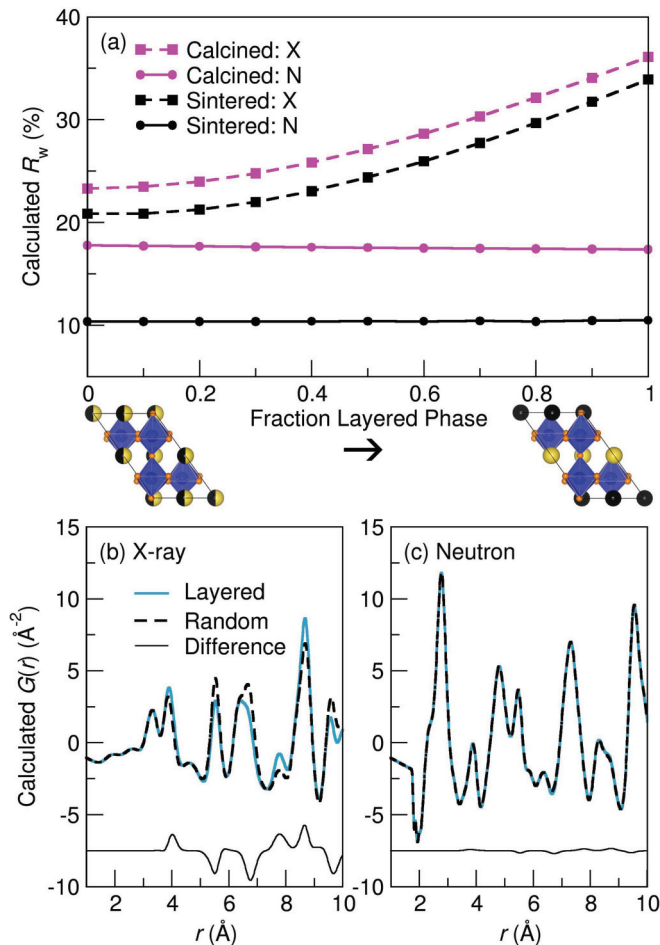 40
(a)
Calcined: X
Calcined: N
30
Sintered: X
Sintered: N
20
10
Calculated R_w (%)
0 0.2 0.4 0.6 0.8 1
Fraction Layered Phase
→
15
(b) X-ray
10
Layered
Random
5
Difference
0
-5
-10
Calculated G(r) (Å⁻²)
2 4 6 8 10
r (Å)
15
(c) Neutron
10
5
0
-5
-10
2 4 6 8 10
r (Å)